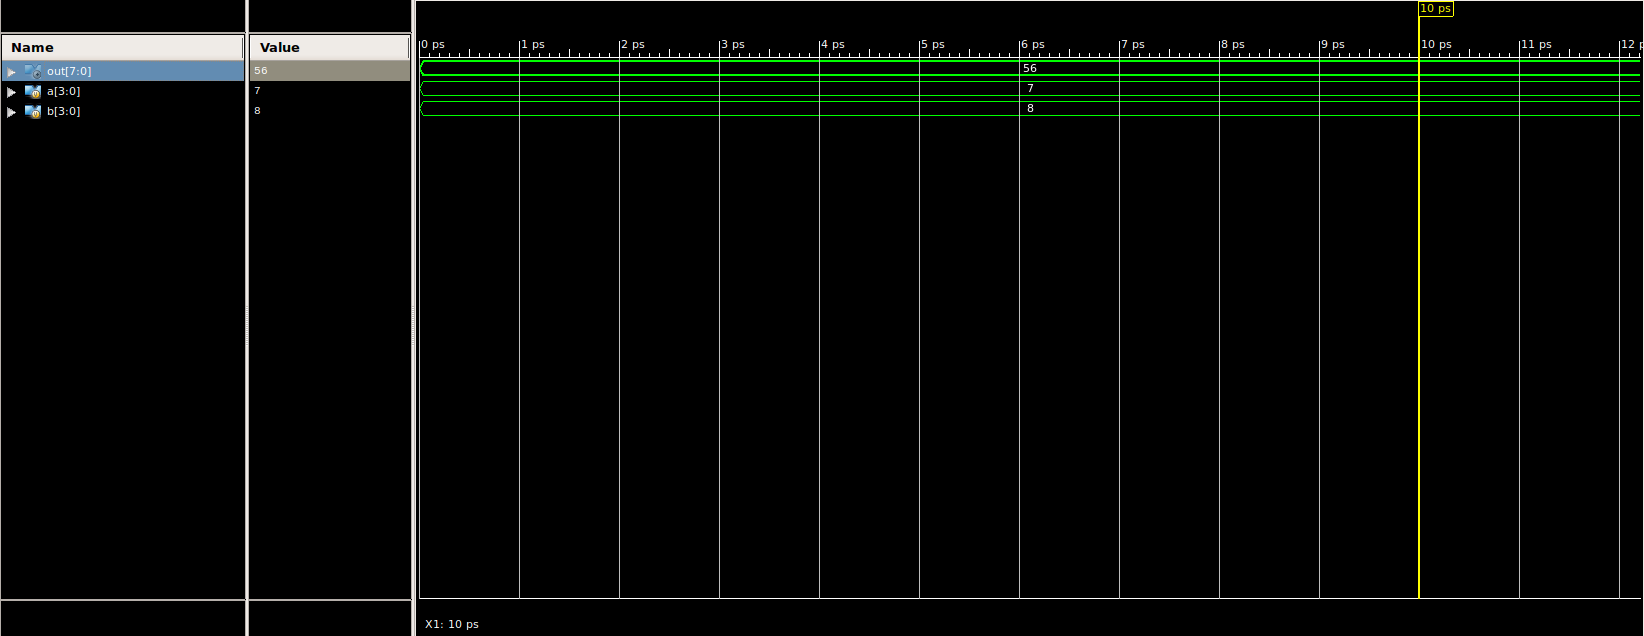 10 ps
Name
Value
0 ps
1 ps
2 ps
3 ps
4 ps
5 ps
6 ps
7 ps
8 ps
9 ps
10 ps
11 ps
12 p
out[7:0]
56
56
a[3:0]
7
7
b[3:0]
8
8
X1: 10 ps